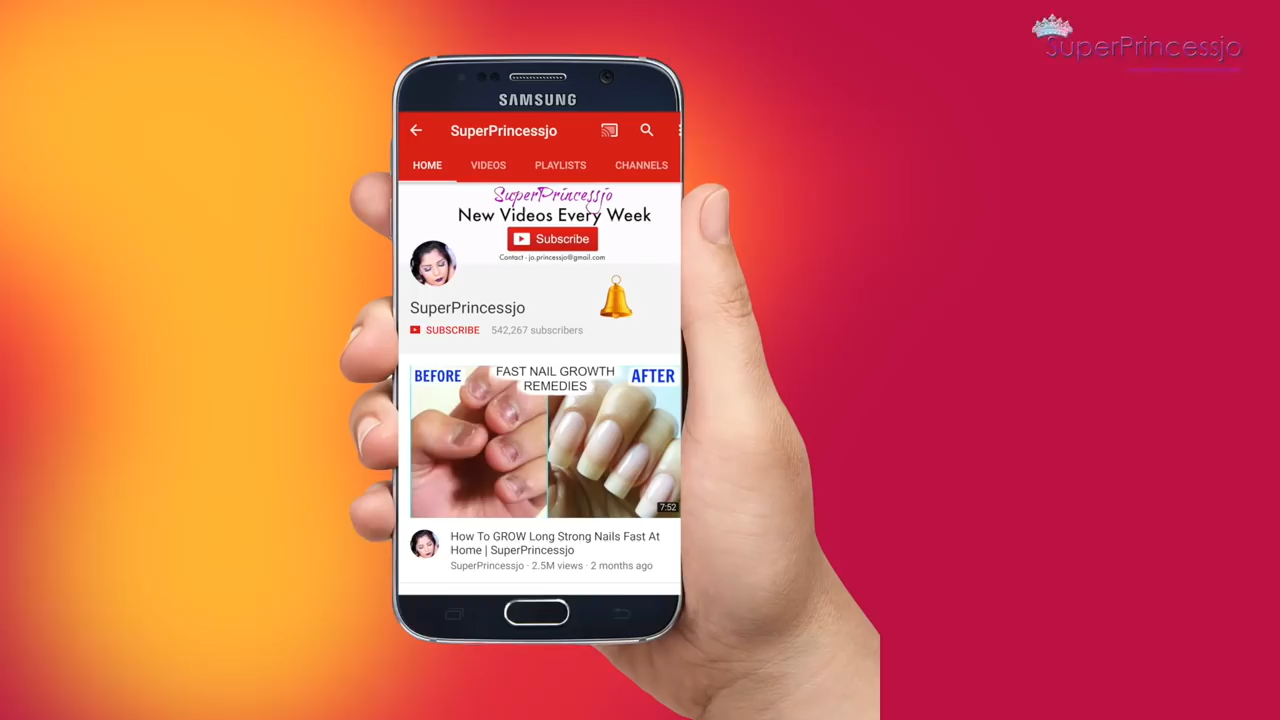 SuperPrincessjo
SAMSUNG
SuperPrincessjo
HOME VIDEOS PLAYLISTS CHANNELS
SuperPrincessjo
New Videos Every Week
Subscribe
Contact - jo.princessjo@gmail.com
SuperPrincessjo
SUBSCRIBE 542,267 subscribers
BEFORE FAST NAIL GROWTH AFTER
REMEDIES
7:52
How To GROW Long Strong Nails Fast At
Home | SuperPrincessjo
SuperPrincessjo · 2.5M views · 2 months ago